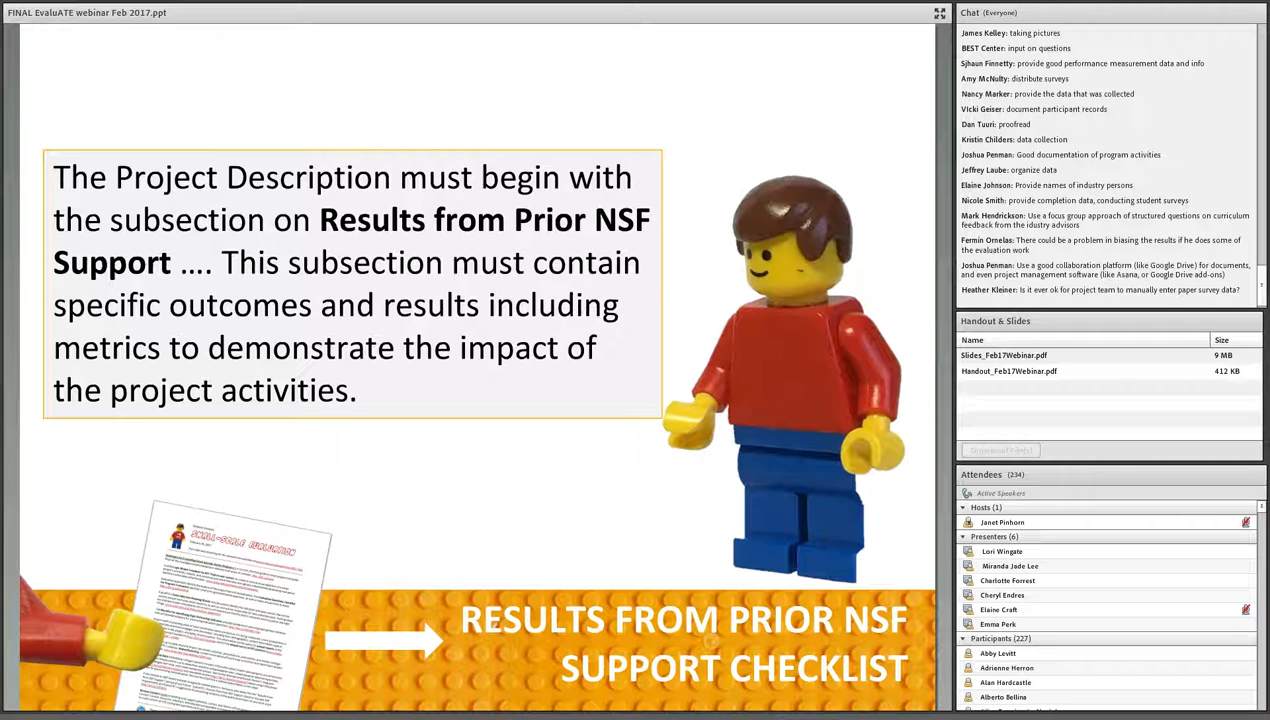 FINAL EvaluATE webinar Feb 2017.ppt
The Project Description must begin with
the subsection on Results from Prior NSF
Support .... This subsection must contain
specific outcomes and results including
metrics to demonstrate the impact of
the project activities.
SMALL-SCALE EVALUATION
RESULTS FROM PRIOR NSF
SUPPORT CHECKLIST
Chat (Everyone)
James Kelley: taking pictures
BEST Center: input on questions
Sjhaun Finnetty: provide good performance measurement data and info
Amy McNulty: distribute surveys
Nancy Marker: provide the data that was collected
VIcki Geiser: document participant records
Dan Tuuri: proofread
Kristin Childers: data collection
Joshua Penman: Good documentation of program activities
Jeffrey Laube: organize data
Elaine Johnson: Provide names of industry persons
Nicole Smith: provide completion data, conducting student surveys
Mark Hendrickson: Use a focus group approach of structured questions on curriculum
feedback from the idustry advisors
Fermin Ornelas: There could be a problem in biasing the results if he does some of
the evaluation work
Joshua Penman: Use a good collaboration platform (like Google Drive) for documents,
and even project management software (like Asana, or Google Drive add-ons)
Heather Kleiner: Is it ever ok for project team to manually enter paper survey data?
Handout & Slides
Name Size
Slides_Feb17Webinar.pdf 9 MB
Handout_Feb17Webinar.pdf 412 KB
Download File(s)
Attendees (234)
Active Speakers
Hosts (1)
Janet Pinhorn
Presenters (6)
Lori Wingate
Miranda Jade Lee
Charlotte Forrest
Cheryl Endres
Elaine Craft
Emma Perk
Participants (227)
Abby Levitt
Adrienne Herron
Alan Hardcastle
Alberto Bellina